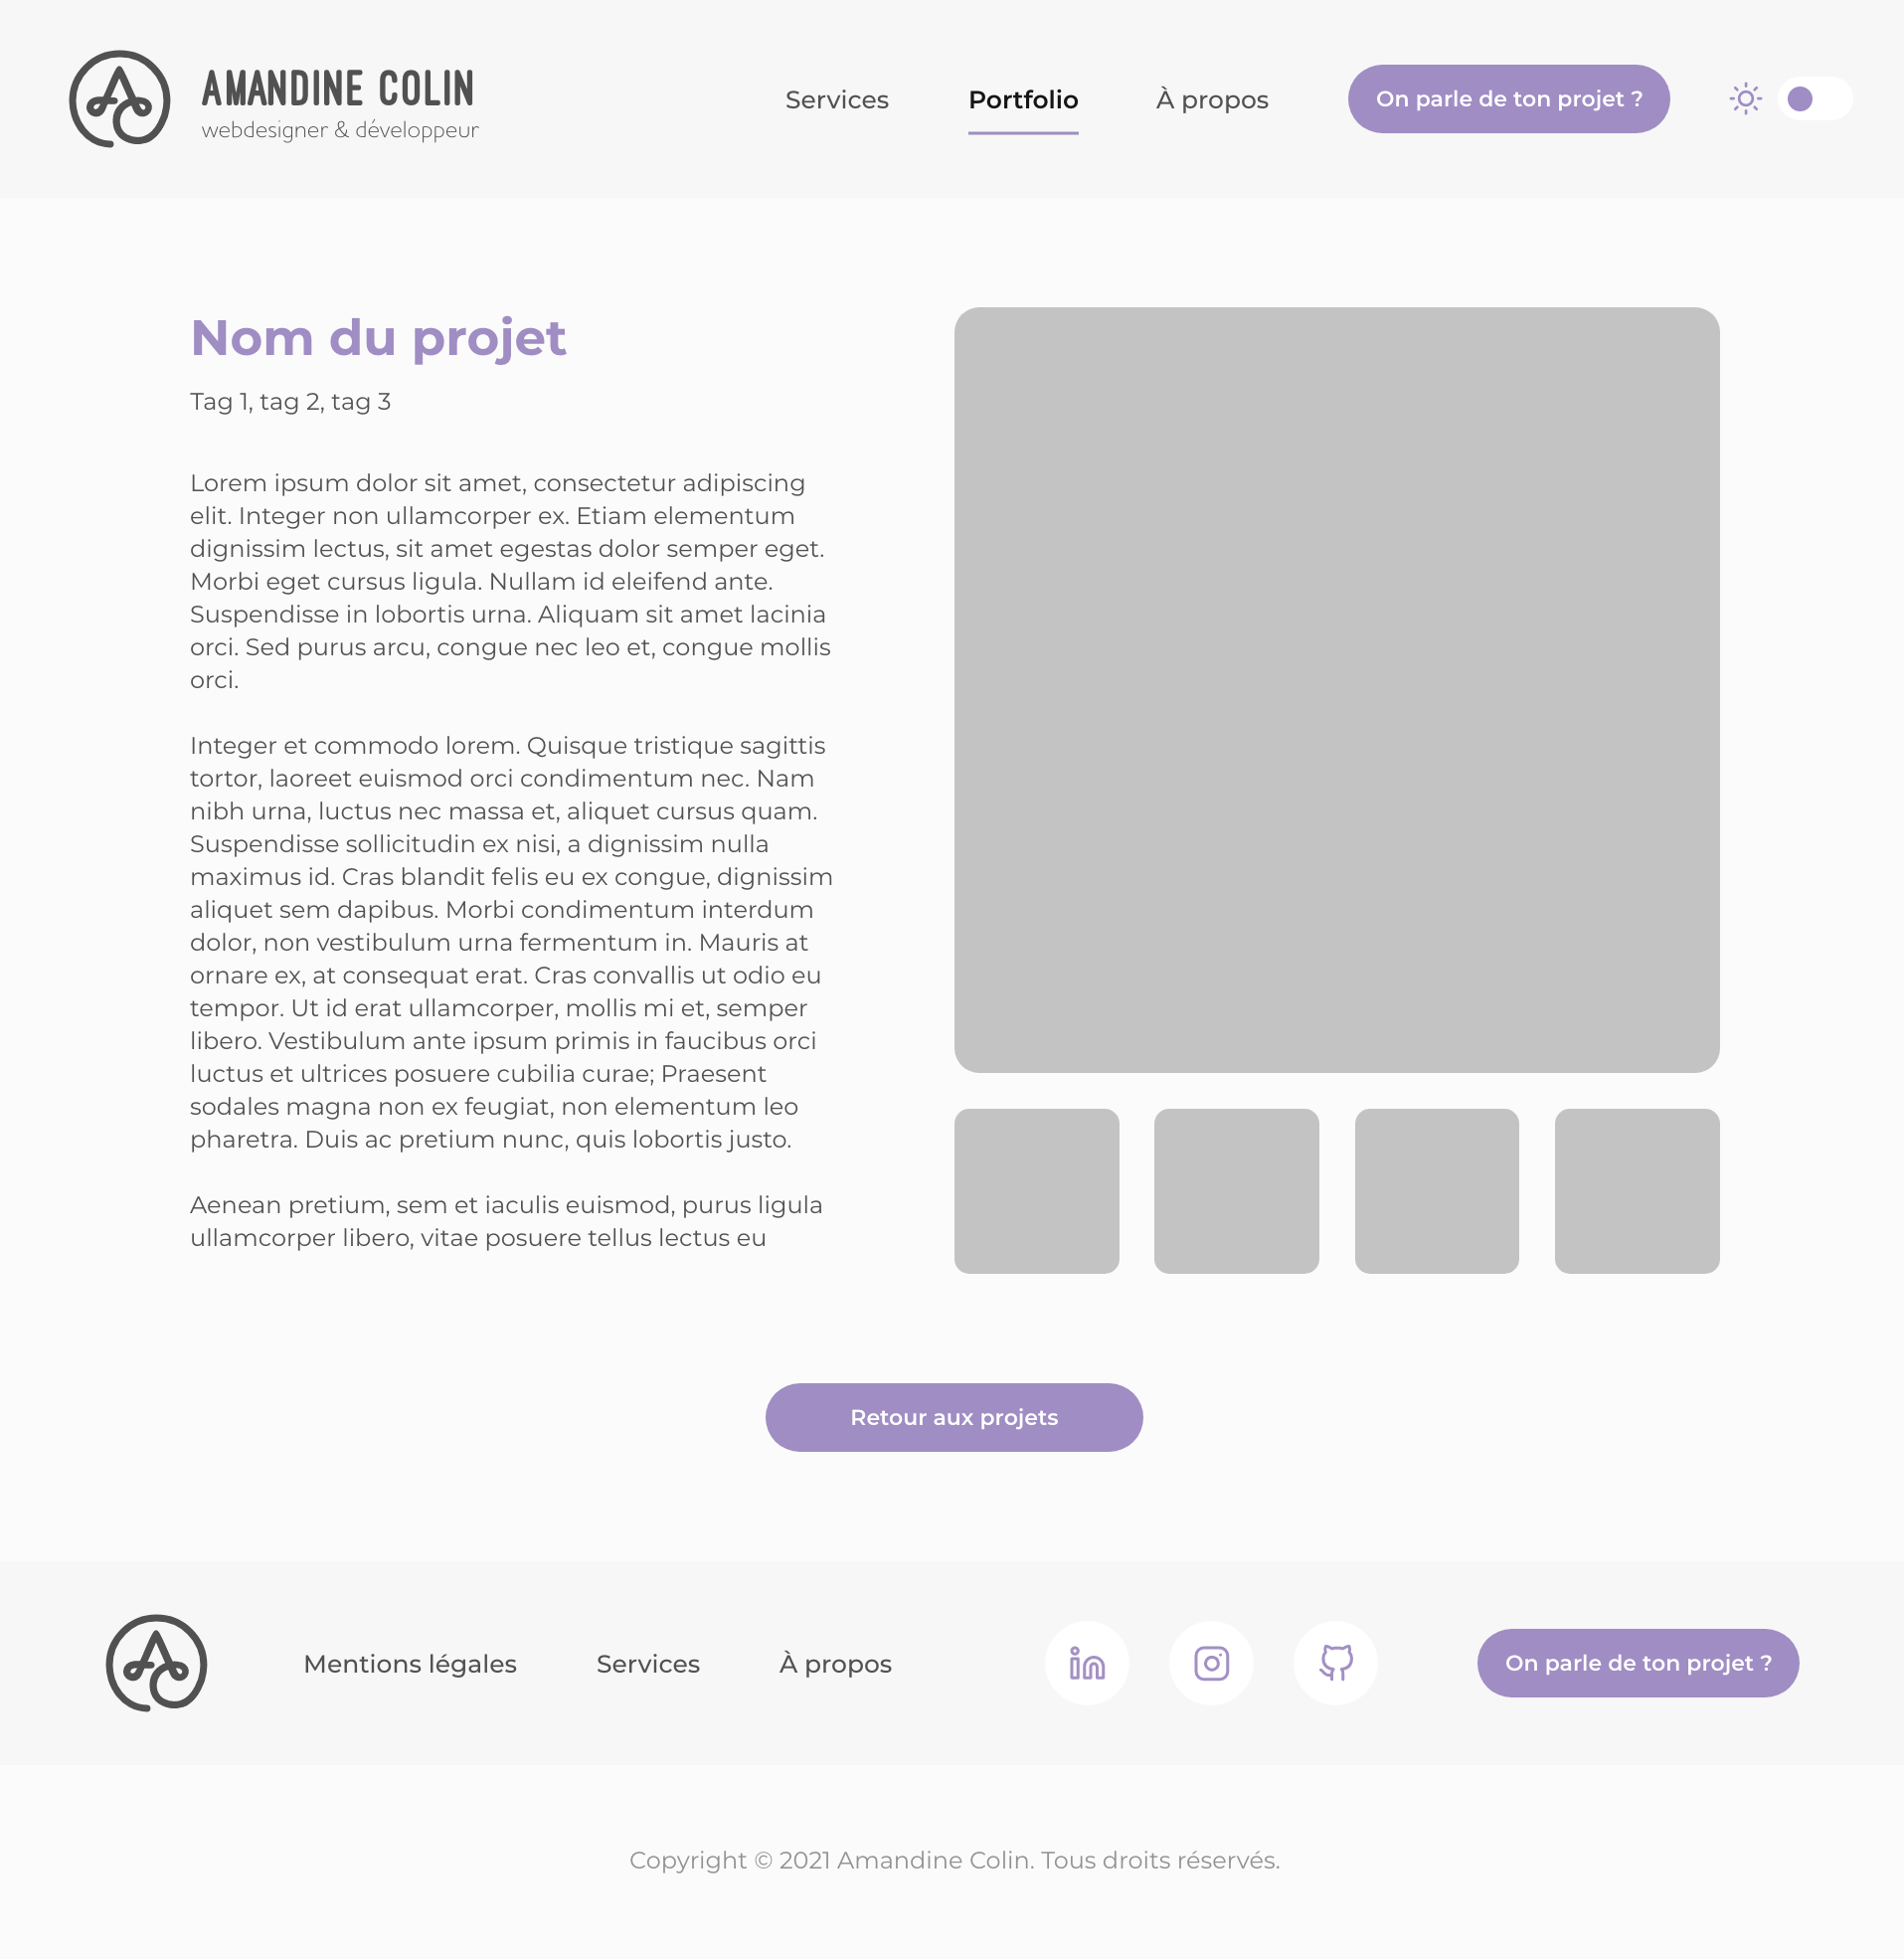 AMANDINE COLIN
webdesigner & développeur
Services
Portfolio
À propos
On parle de ton projet ?
Nom du projet
Tag 1, tag 2, tag 3
Lorem ipsum dolor sit amet, consectetur adipiscing
elit. Integer non ullamcorper ex. Etiam elementum
dignissim lectus, sit amet egestas dolor semper eget.
Morbi eget cursus ligula. Nullam id eleifend ante.
Suspendisse in lobortis urna. Aliquam sit amet lacinia
orci. Sed purus arcu, congue nec leo et, congue mollis
orci.
Integer et commodo lorem. Quisque tristique sagittis
tortor, laoreet euismod orci condimentum nec. Nam
nibh urna, luctus nec massa et, aliquet cursus quam.
Suspendisse sollicitudin ex nisi, a dignissim nulla
maximus id. Cras blandit felis eu ex congue, dignissim
aliquet sem dapibus. Morbi condimentum interdum
dolor, non vestibulum urna fermentum in. Mauris at
ornare ex, at consequat erat. Cras convallis ut odio eu
tempor. Ut id erat ullamcorper, mollis mi et, semper
libero. Vestibulum ante ipsum primis in faucibus orci
luctus et ultrices posuere cubilia curae; Praesent
sodales magna non ex feugiat, non elementum leo
pharetra. Duis ac pretium nunc, quis lobortis justo.
Aenean pretium, sem et iaculis euismod, purus ligula
ullamcorper libero, vitae posuere tellus lectus eu
Retour aux projets
Mentions légales
Services
À propos
On parle de ton projet ?
Copyright © 2021 Amandine Colin. Tous droits réservés.